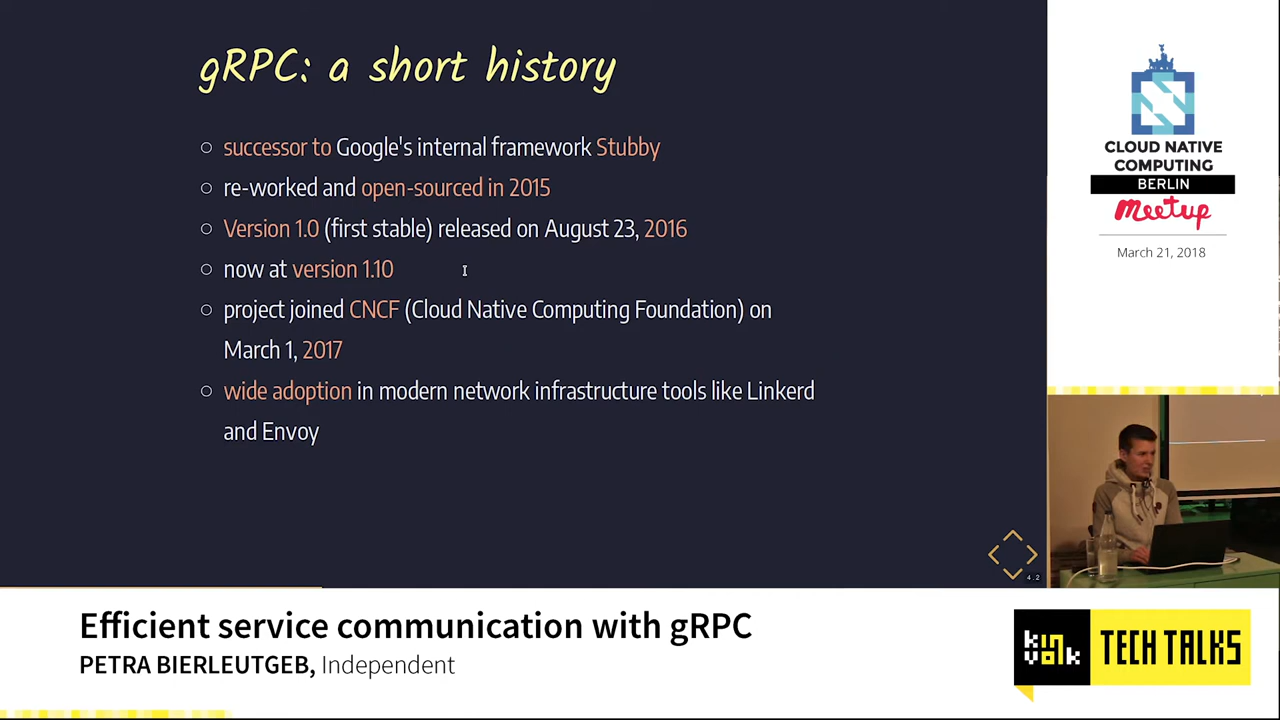 gRPC: a short history
successor to Google's internal framework Stubby
re-worked and open-sourced in 2015
Version 1.0 (first stable) released on August 23, 2016
now at version 1.10
project joined CNCF (Cloud Native Computing Foundation) on
March 1, 2017
wide adoption in modern network infrastructure tools like Linkerd
and Envoy
4.2
CLOUD NATIVE
COMPUTING
BERLIN
Meetup
March 21, 2018
Efficient service communication with gRPC
PETRA BIERLEUTGEB, Independent
kinvolk
TECH TALKS